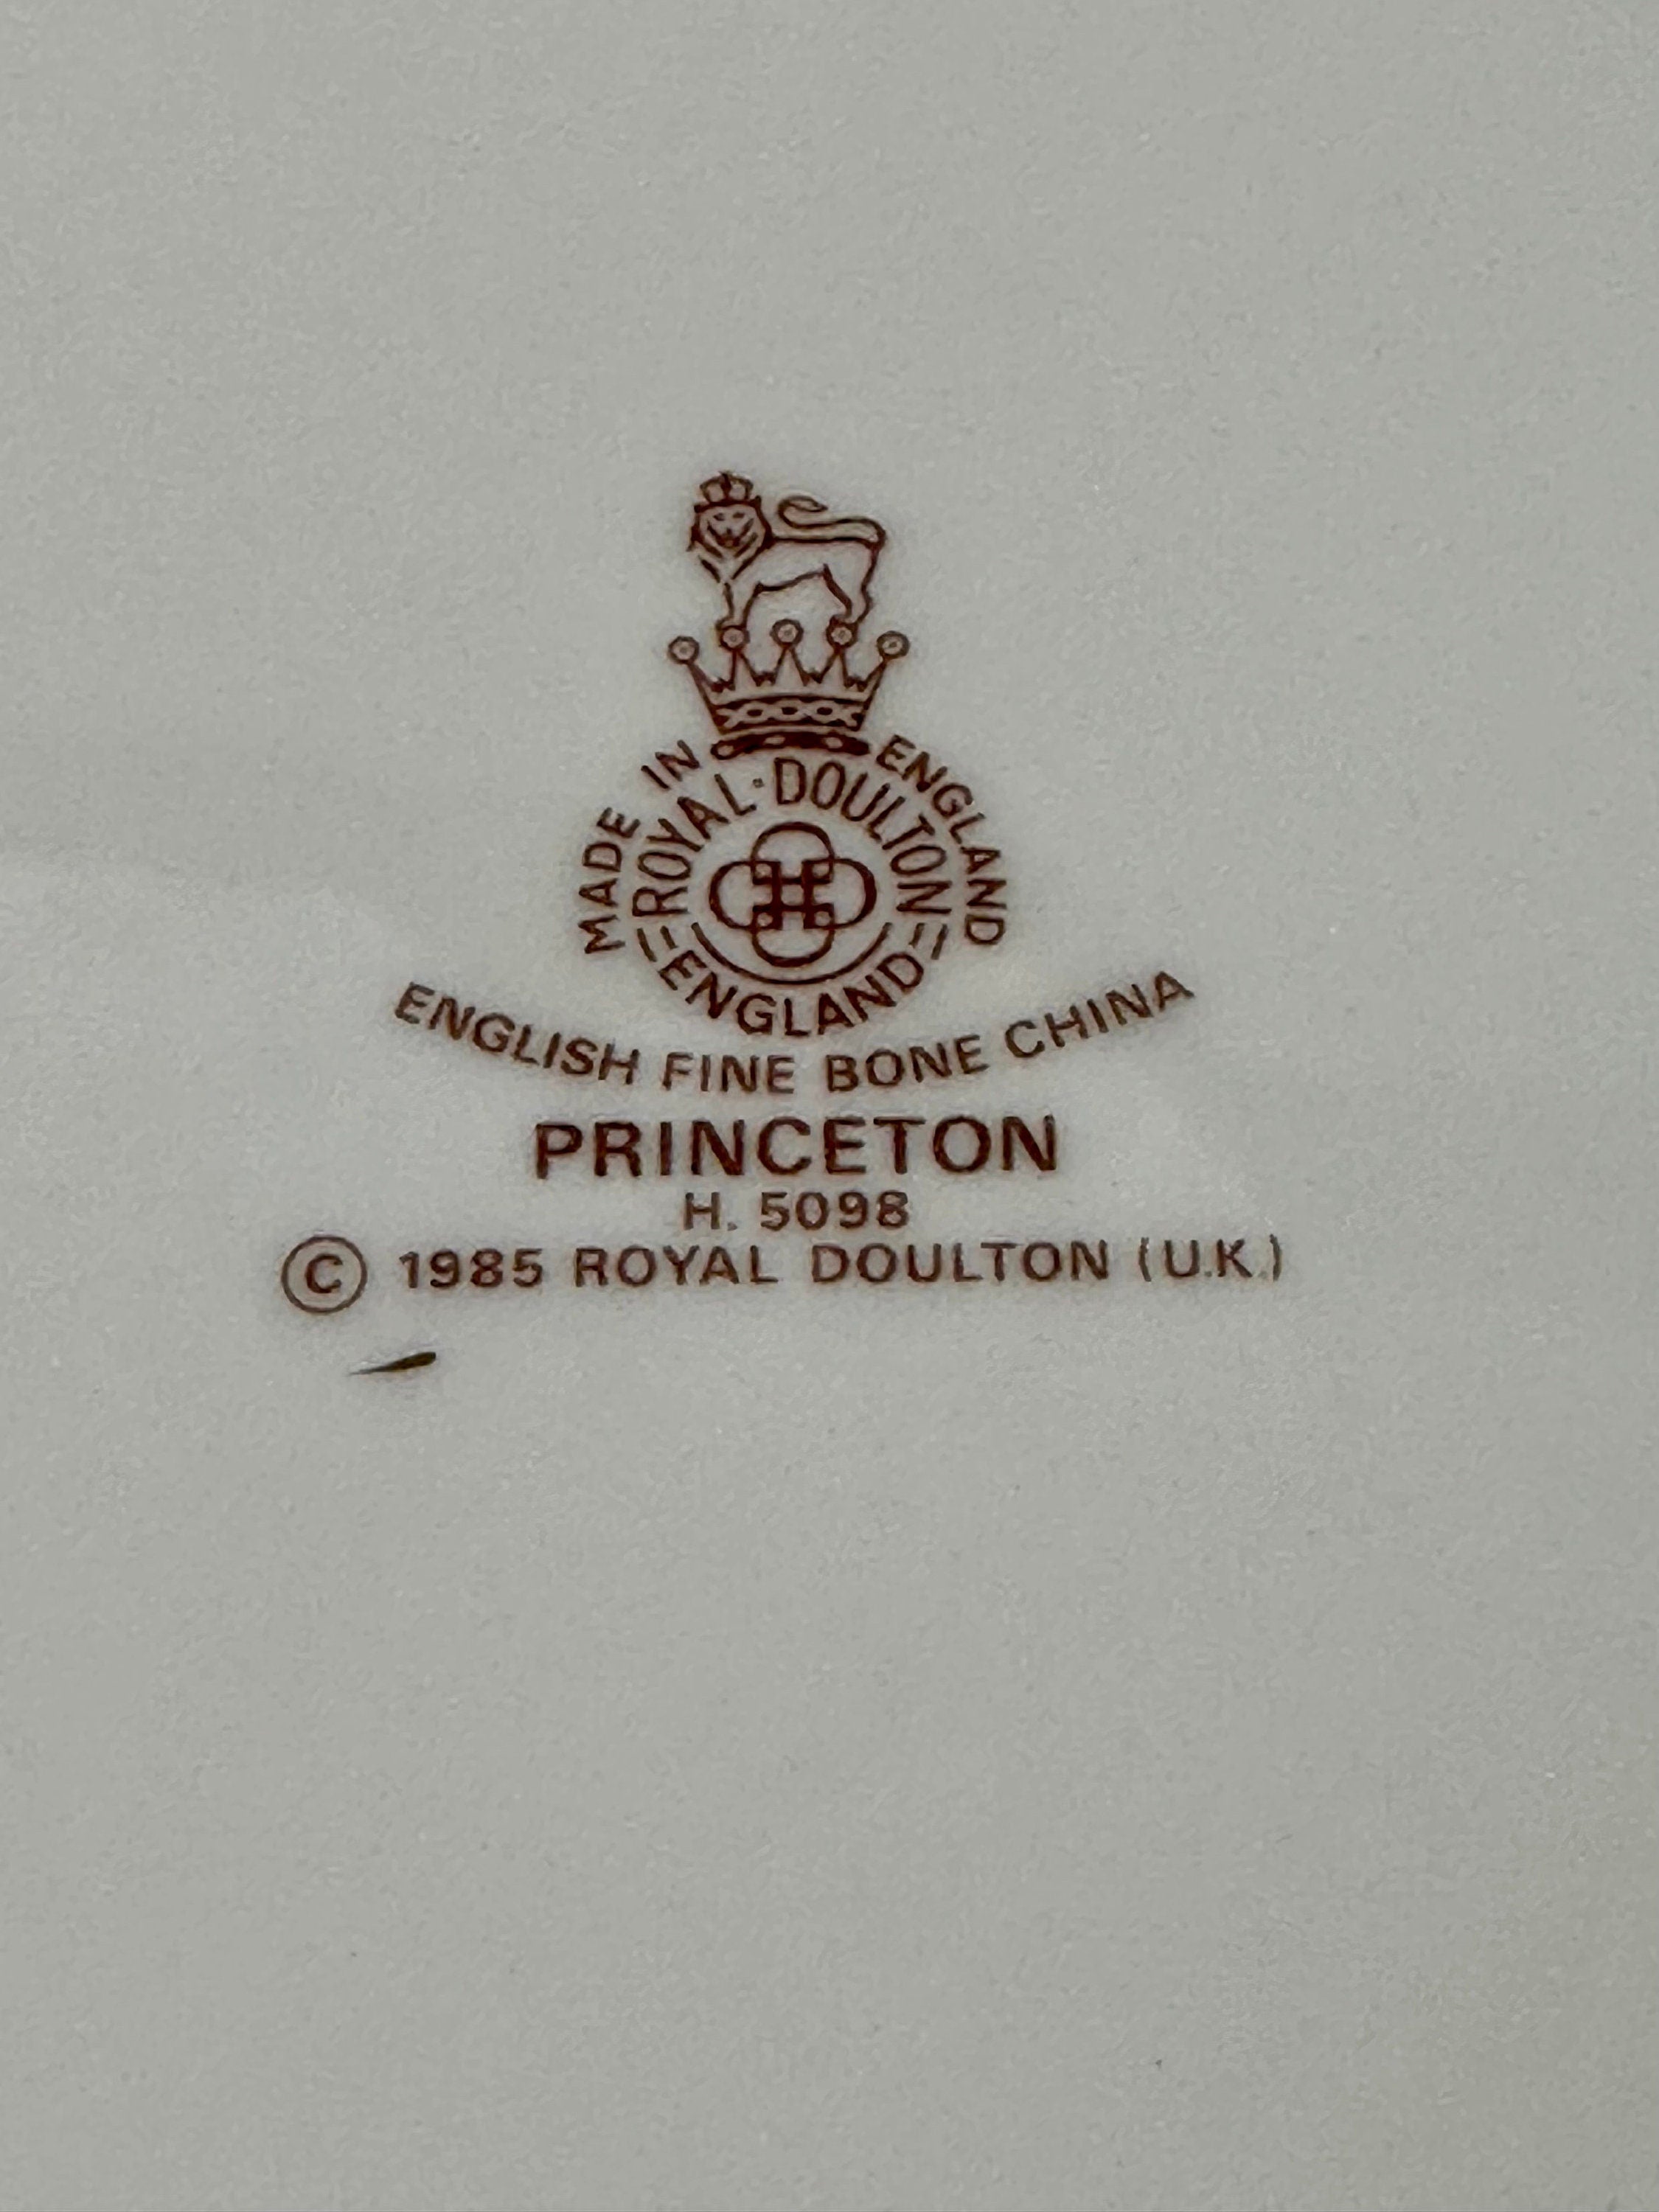 MADE IN ENGLAND
ROYAL·DOULTON
ENGLAND
ENGLISH FINE BONE CHINA
PRINCETON
H. 5098
© 1985 ROYAL DOULTON (U.K.)